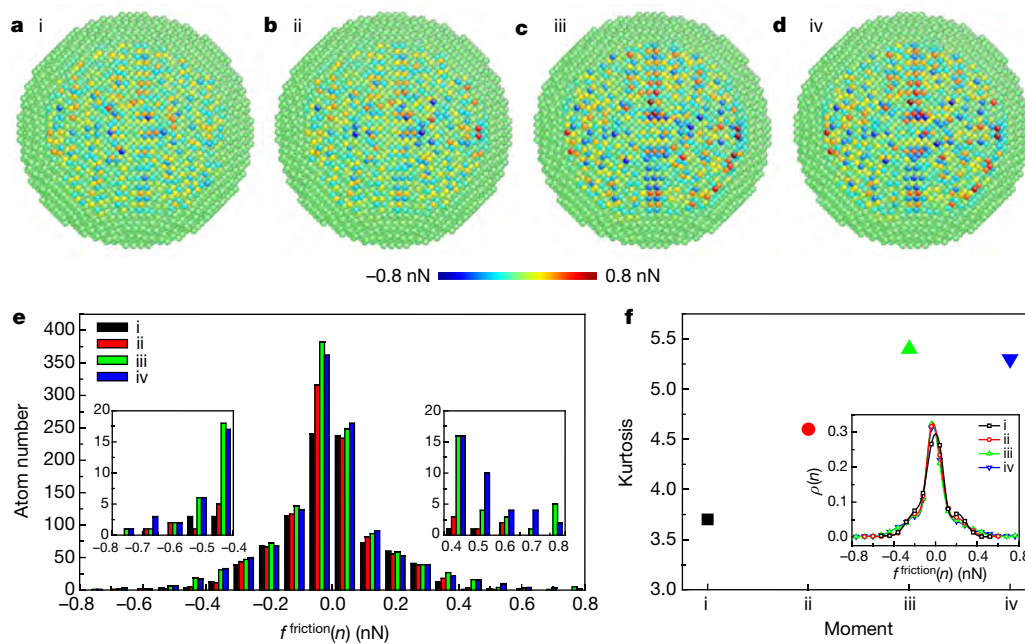 a i
b ii
c iii
d iv
−0.8 nN 0.8 nN
e
400
350
300
250
200
150
100
50
0
Atom number
i
ii
iii
iv
20
15
10
5
0
−0.8 −0.7 −0.6 −0.5 −0.4
20
15
10
5
0
0.4 0.5 0.6 0.7 0.8
−0.8 −0.6 −0.4 −0.2 0.0 0.2 0.4 0.6 0.8
f friction(n) (nN)
f
5.5
5.0
4.5
4.0
3.5
3.0
Kurtosis
0.3
0.2
0.1
0.0
ρ(n)
i
ii
iii
iv
−0.8 −0.4 0.0 0.4 0.8
f friction(n) (nN)
i ii iii iv
Moment